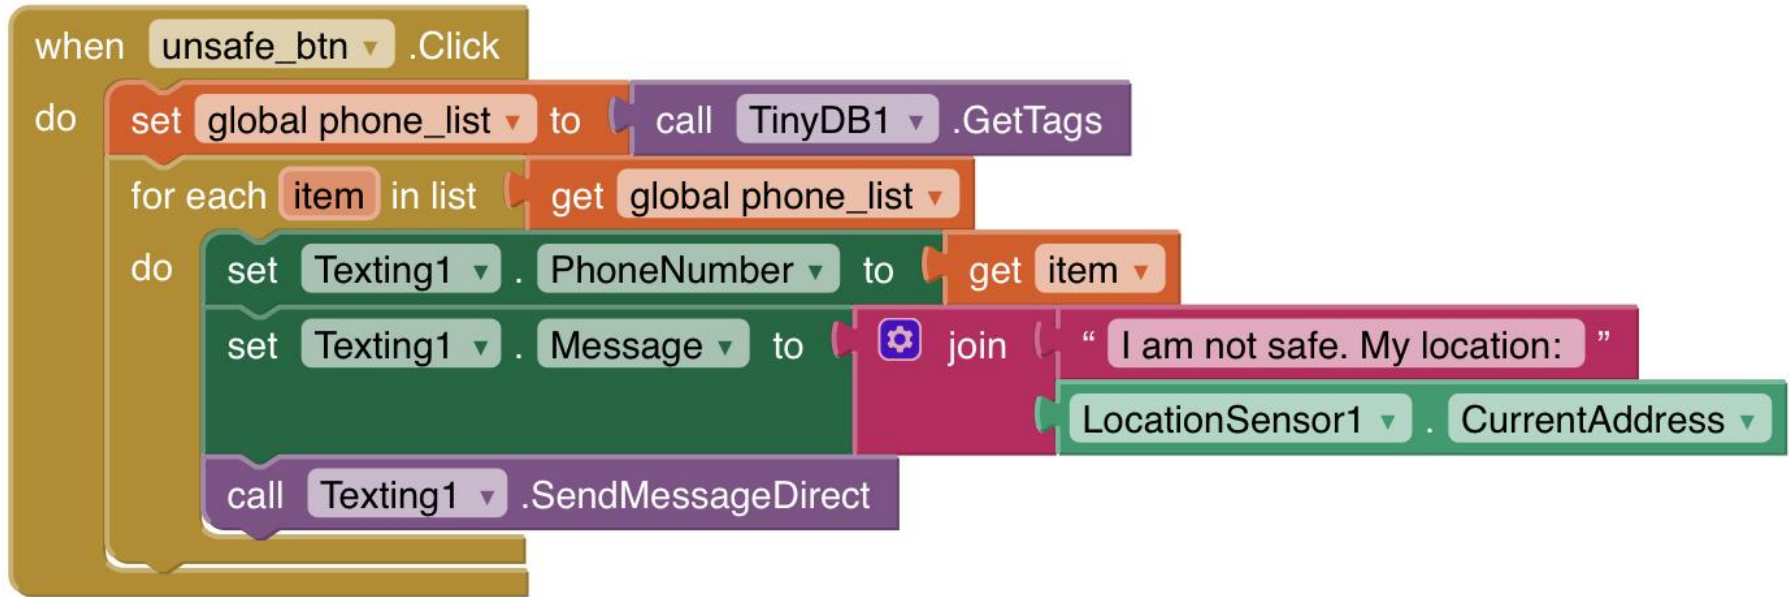 when unsafe_btn .Click
do set global phone_list to call TinyDB1 .GetTags
for each item in list get global phone_list
do set Texting1 . PhoneNumber to get item
set Texting1 . Message to join “ I am not safe. My location: ”
LocationSensor1 . CurrentAddress
call Texting1 .SendMessageDirect